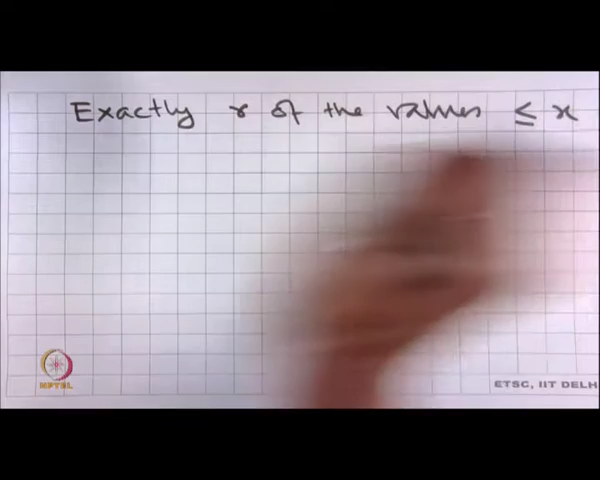 Exactly r of the values ≤ x
NPTEL
ETSC, IIT DELH